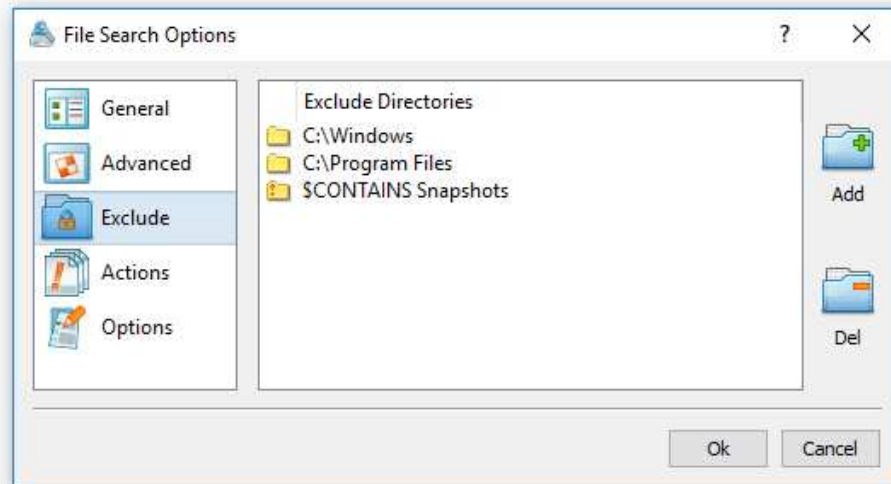 File Search Options
?
General
Advanced
Exclude
Actions
Options
Exclude Directories
C:\Windows
C:\Program Files
$CONTAINS Snapshots
Add
Del
Ok
Cancel